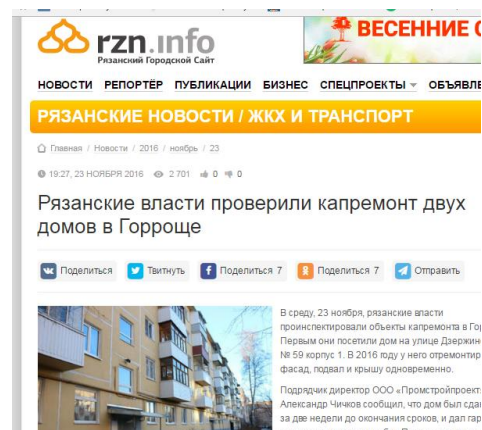 ВЕСЕННИЕ
rzn.info
Рязанский Городской Сайт
НОВОСТИ РЕПОРТЁР ПУБЛИКАЦИИ БИЗНЕС СПЕЦПРОЕКТЫ
РЯЗАНСКИЕ НОВОСТИ / ЖКХ И ТРАНСПОРТ
Главная / Новости / 2016 / ноябрь / 23
19:27, 23 НОЯБРЯ 2016 2 701 0 0
Рязанские власти проверили капремонт двух
домов в Горроще
Поделиться Твитнуть Поделиться 7 Поделиться 7 Отправить
В среду, 23 ноября, рязанские власти
проинспектировали объекты капремонта в
Первым они посетили дом на улице
№ 59 корпус 1. В 2016 году у него
фасад, подвал и крышу одновременно.
Подрядчик директор ООО
Александр Чичков сообщил, что дом был
за две недели до окончания сроков, и дал